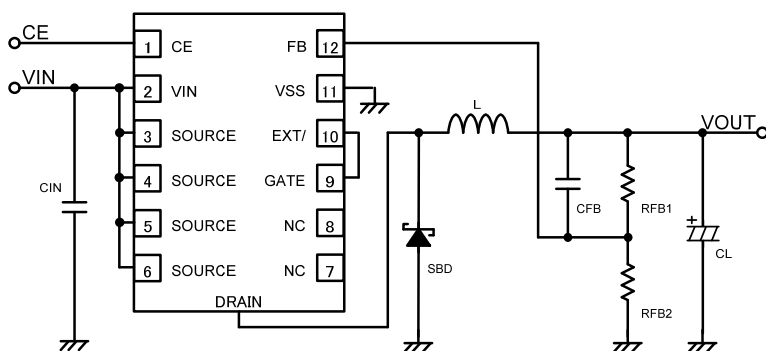 CE
VIN
1 CE FB 12
2 VIN VSS 11
3 SOURCE EXT/ 10
4 SOURCE GATE 9
5 SOURCE NC 8
6 SOURCE NC 7
DRAIN
CIN
SBD
L
CFB
RFB1
RFB2
VOUT
+
CL